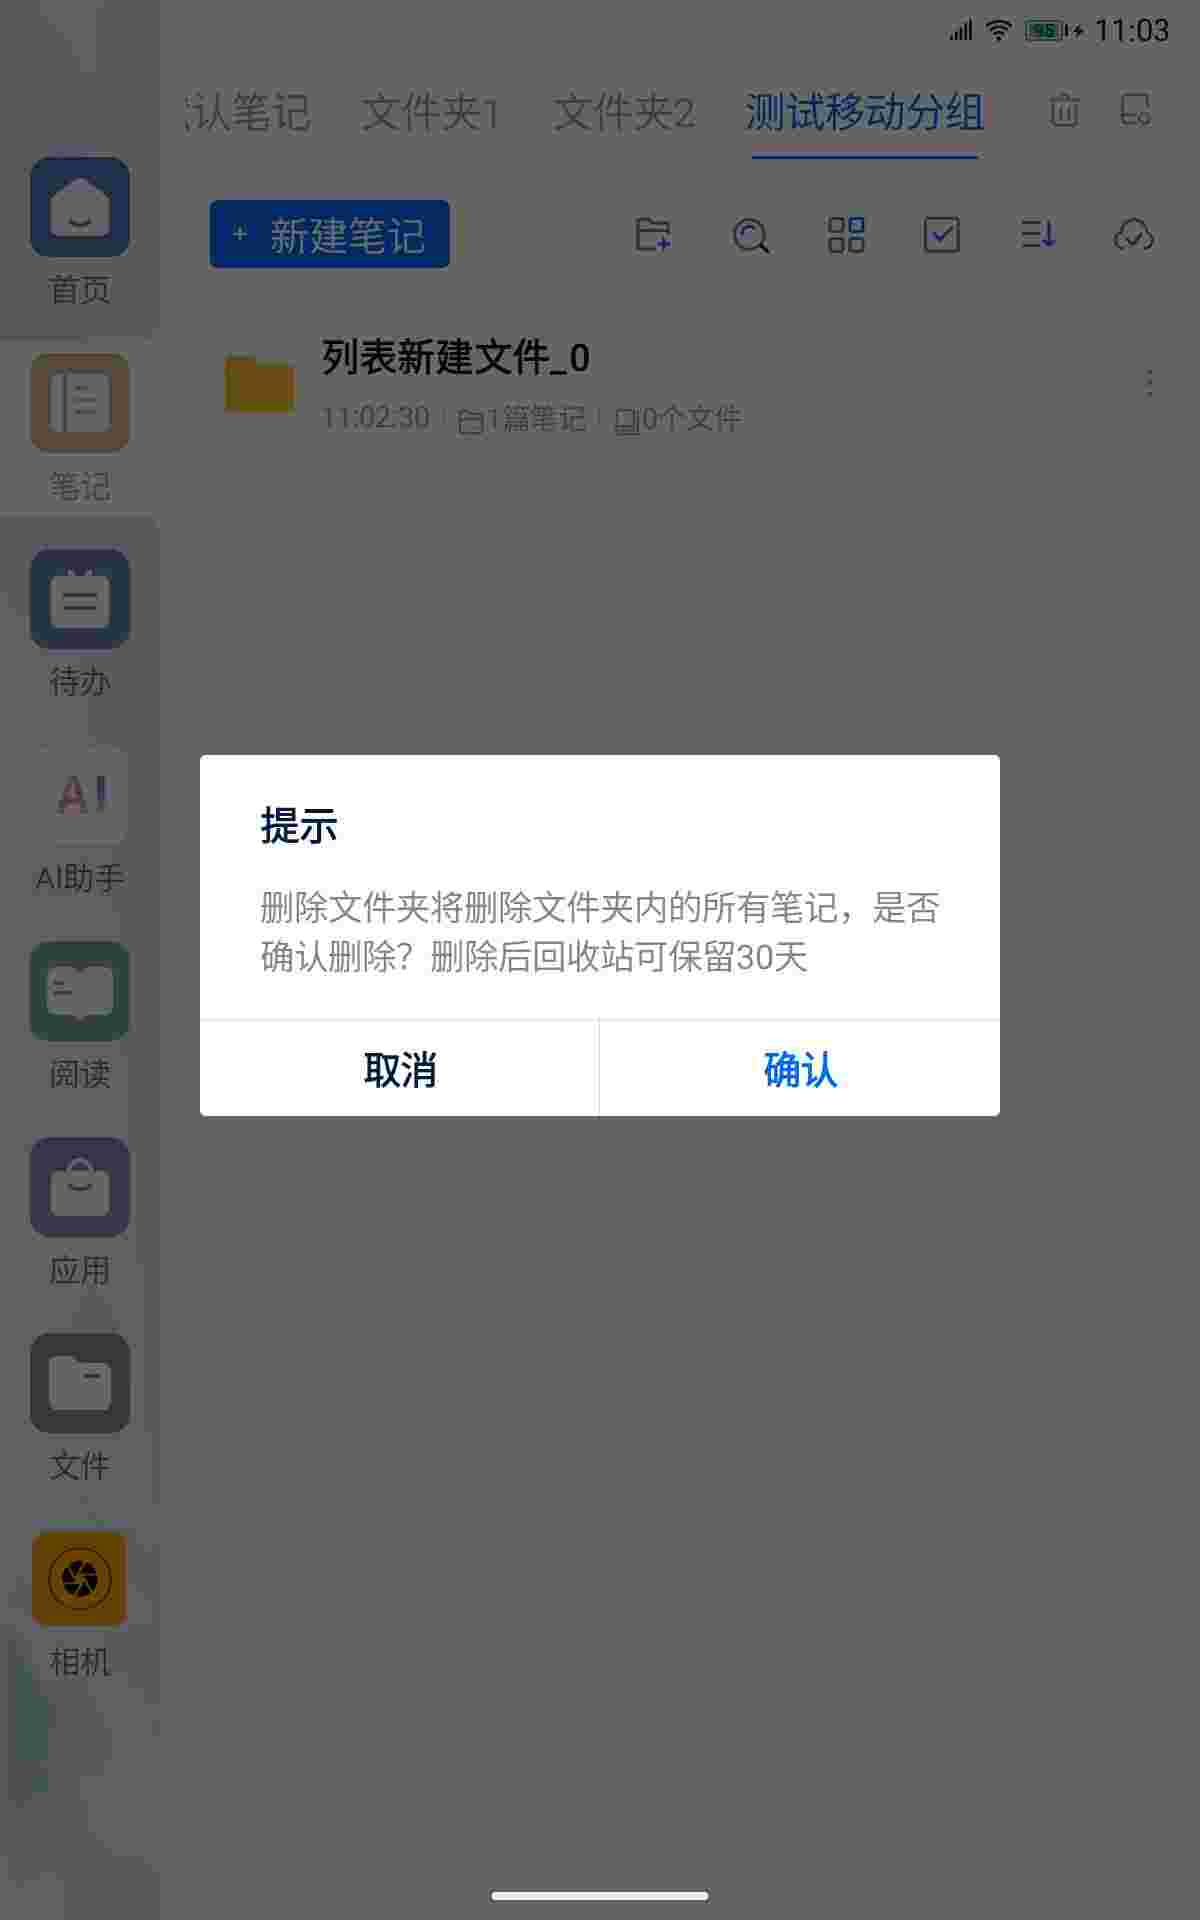 95 11:03
认笔记 文件夹1 文件夹2 测试移动分组
+ 新建笔记
首页
列表新建文件_0
11:02:30 1篇笔记 0个文件
笔记
待办
AI
AI助手
提示
删除文件夹将删除文件夹内的所有笔记，是否
确认删除？删除后回收站可保留30天
取消 确认
阅读
应用
文件
相机